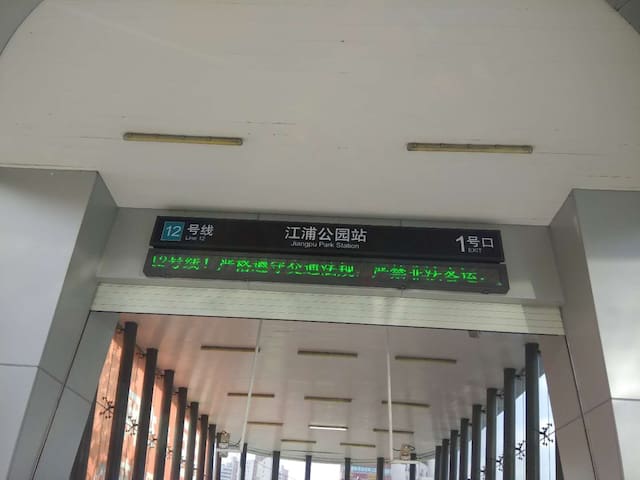 12 号线
Line 12
江浦公园站
Jiangpu Park Station
1号口
EXIT
12号线！严格遵守交通法规，严禁非法客运。